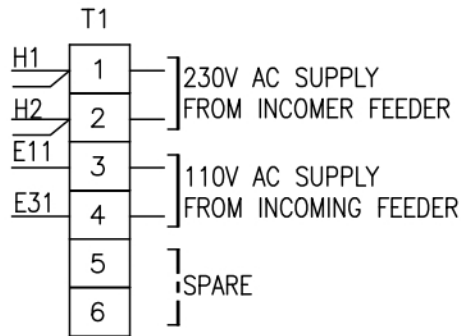 T1
H1
1
230V AC SUPPLY
H2
2
FROM INCOMER FEEDER
E11
3
110V AC SUPPLY
E31
4
FROM INCOMING FEEDER
5
SPARE
6